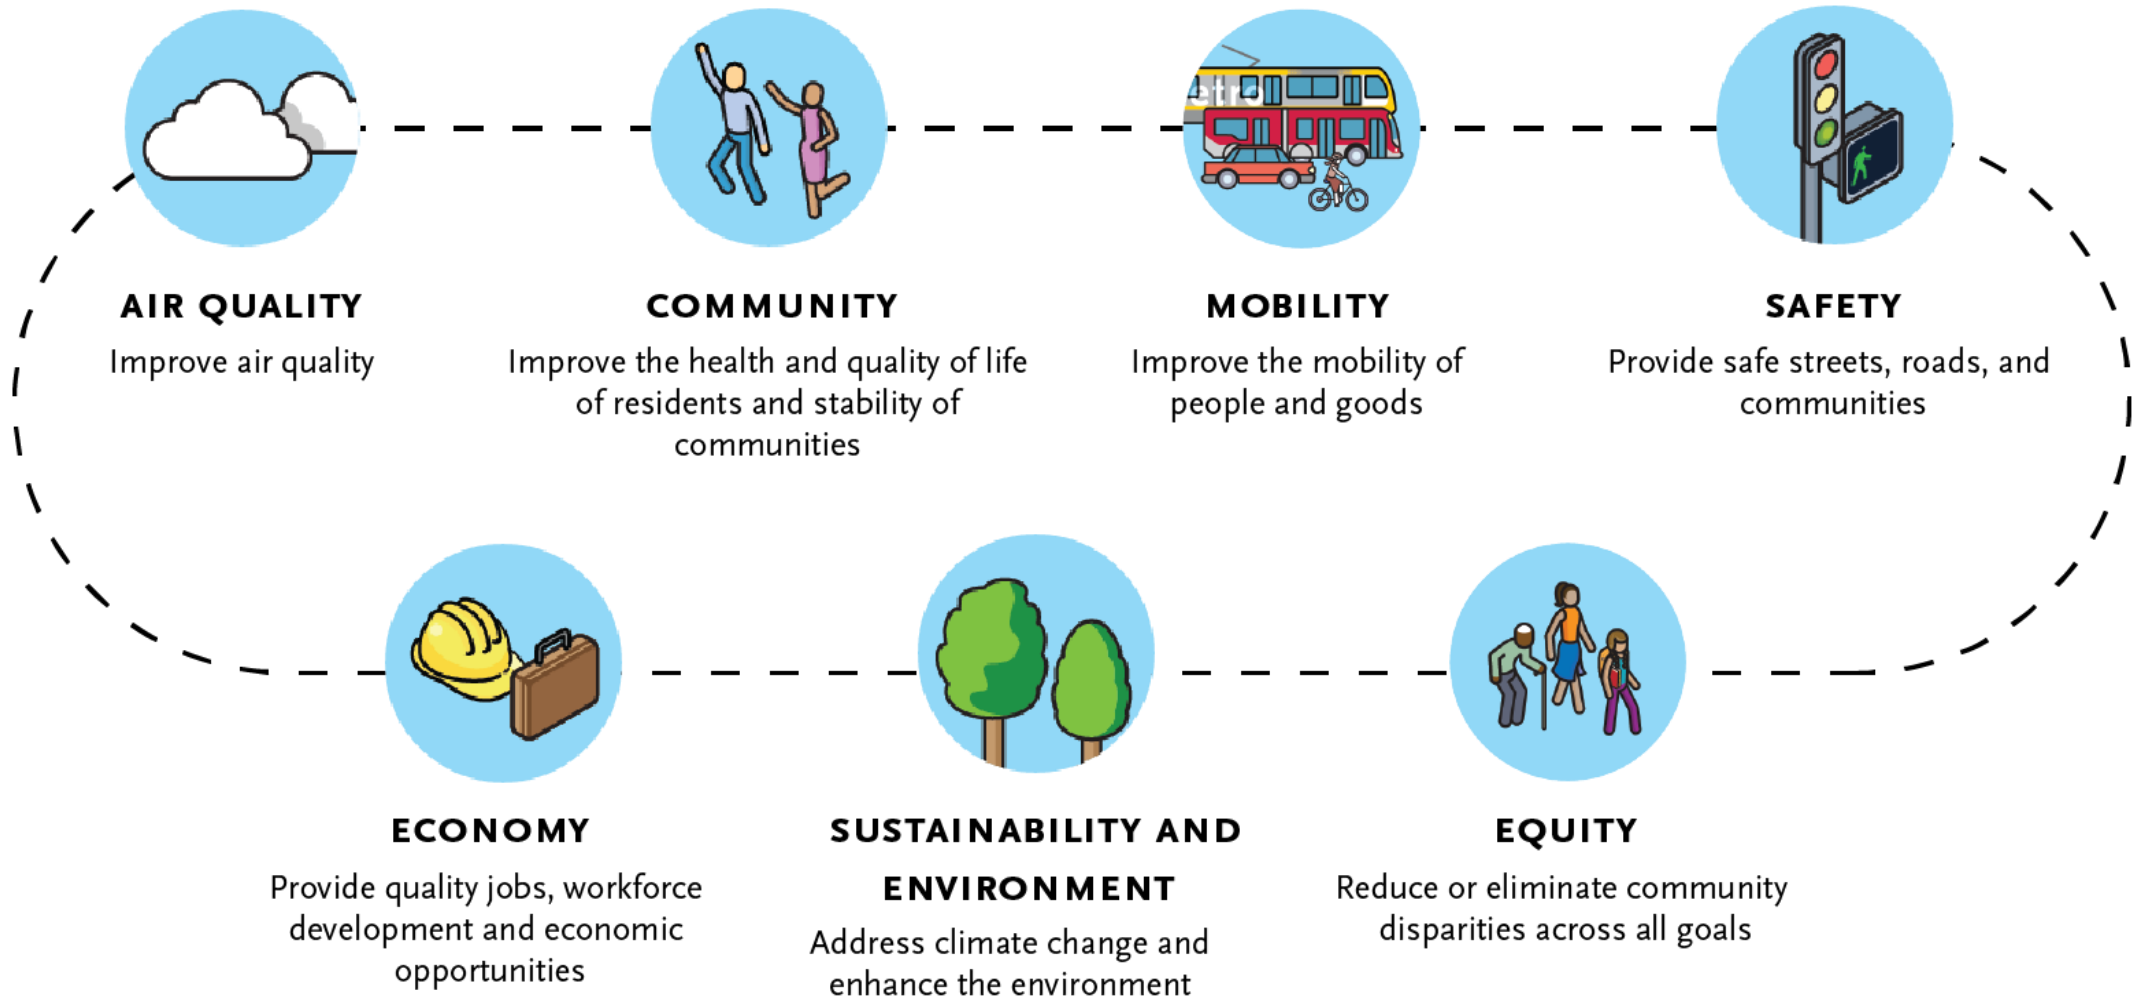 etro
AIR QUALITY
Improve air quality
COMMUNITY
Improve the health and quality of life
of residents and stability of
communities
MOBILITY
Improve the mobility of
people and goods
SAFETY
Provide safe streets, roads, and
communities
ECONOMY
Provide quality jobs, workforce
development and economic
opportunities
SUSTAINABILITY AND
ENVIRONMENT
Address climate change and
enhance the environment
EQUITY
Reduce or eliminate community
disparities across all goals